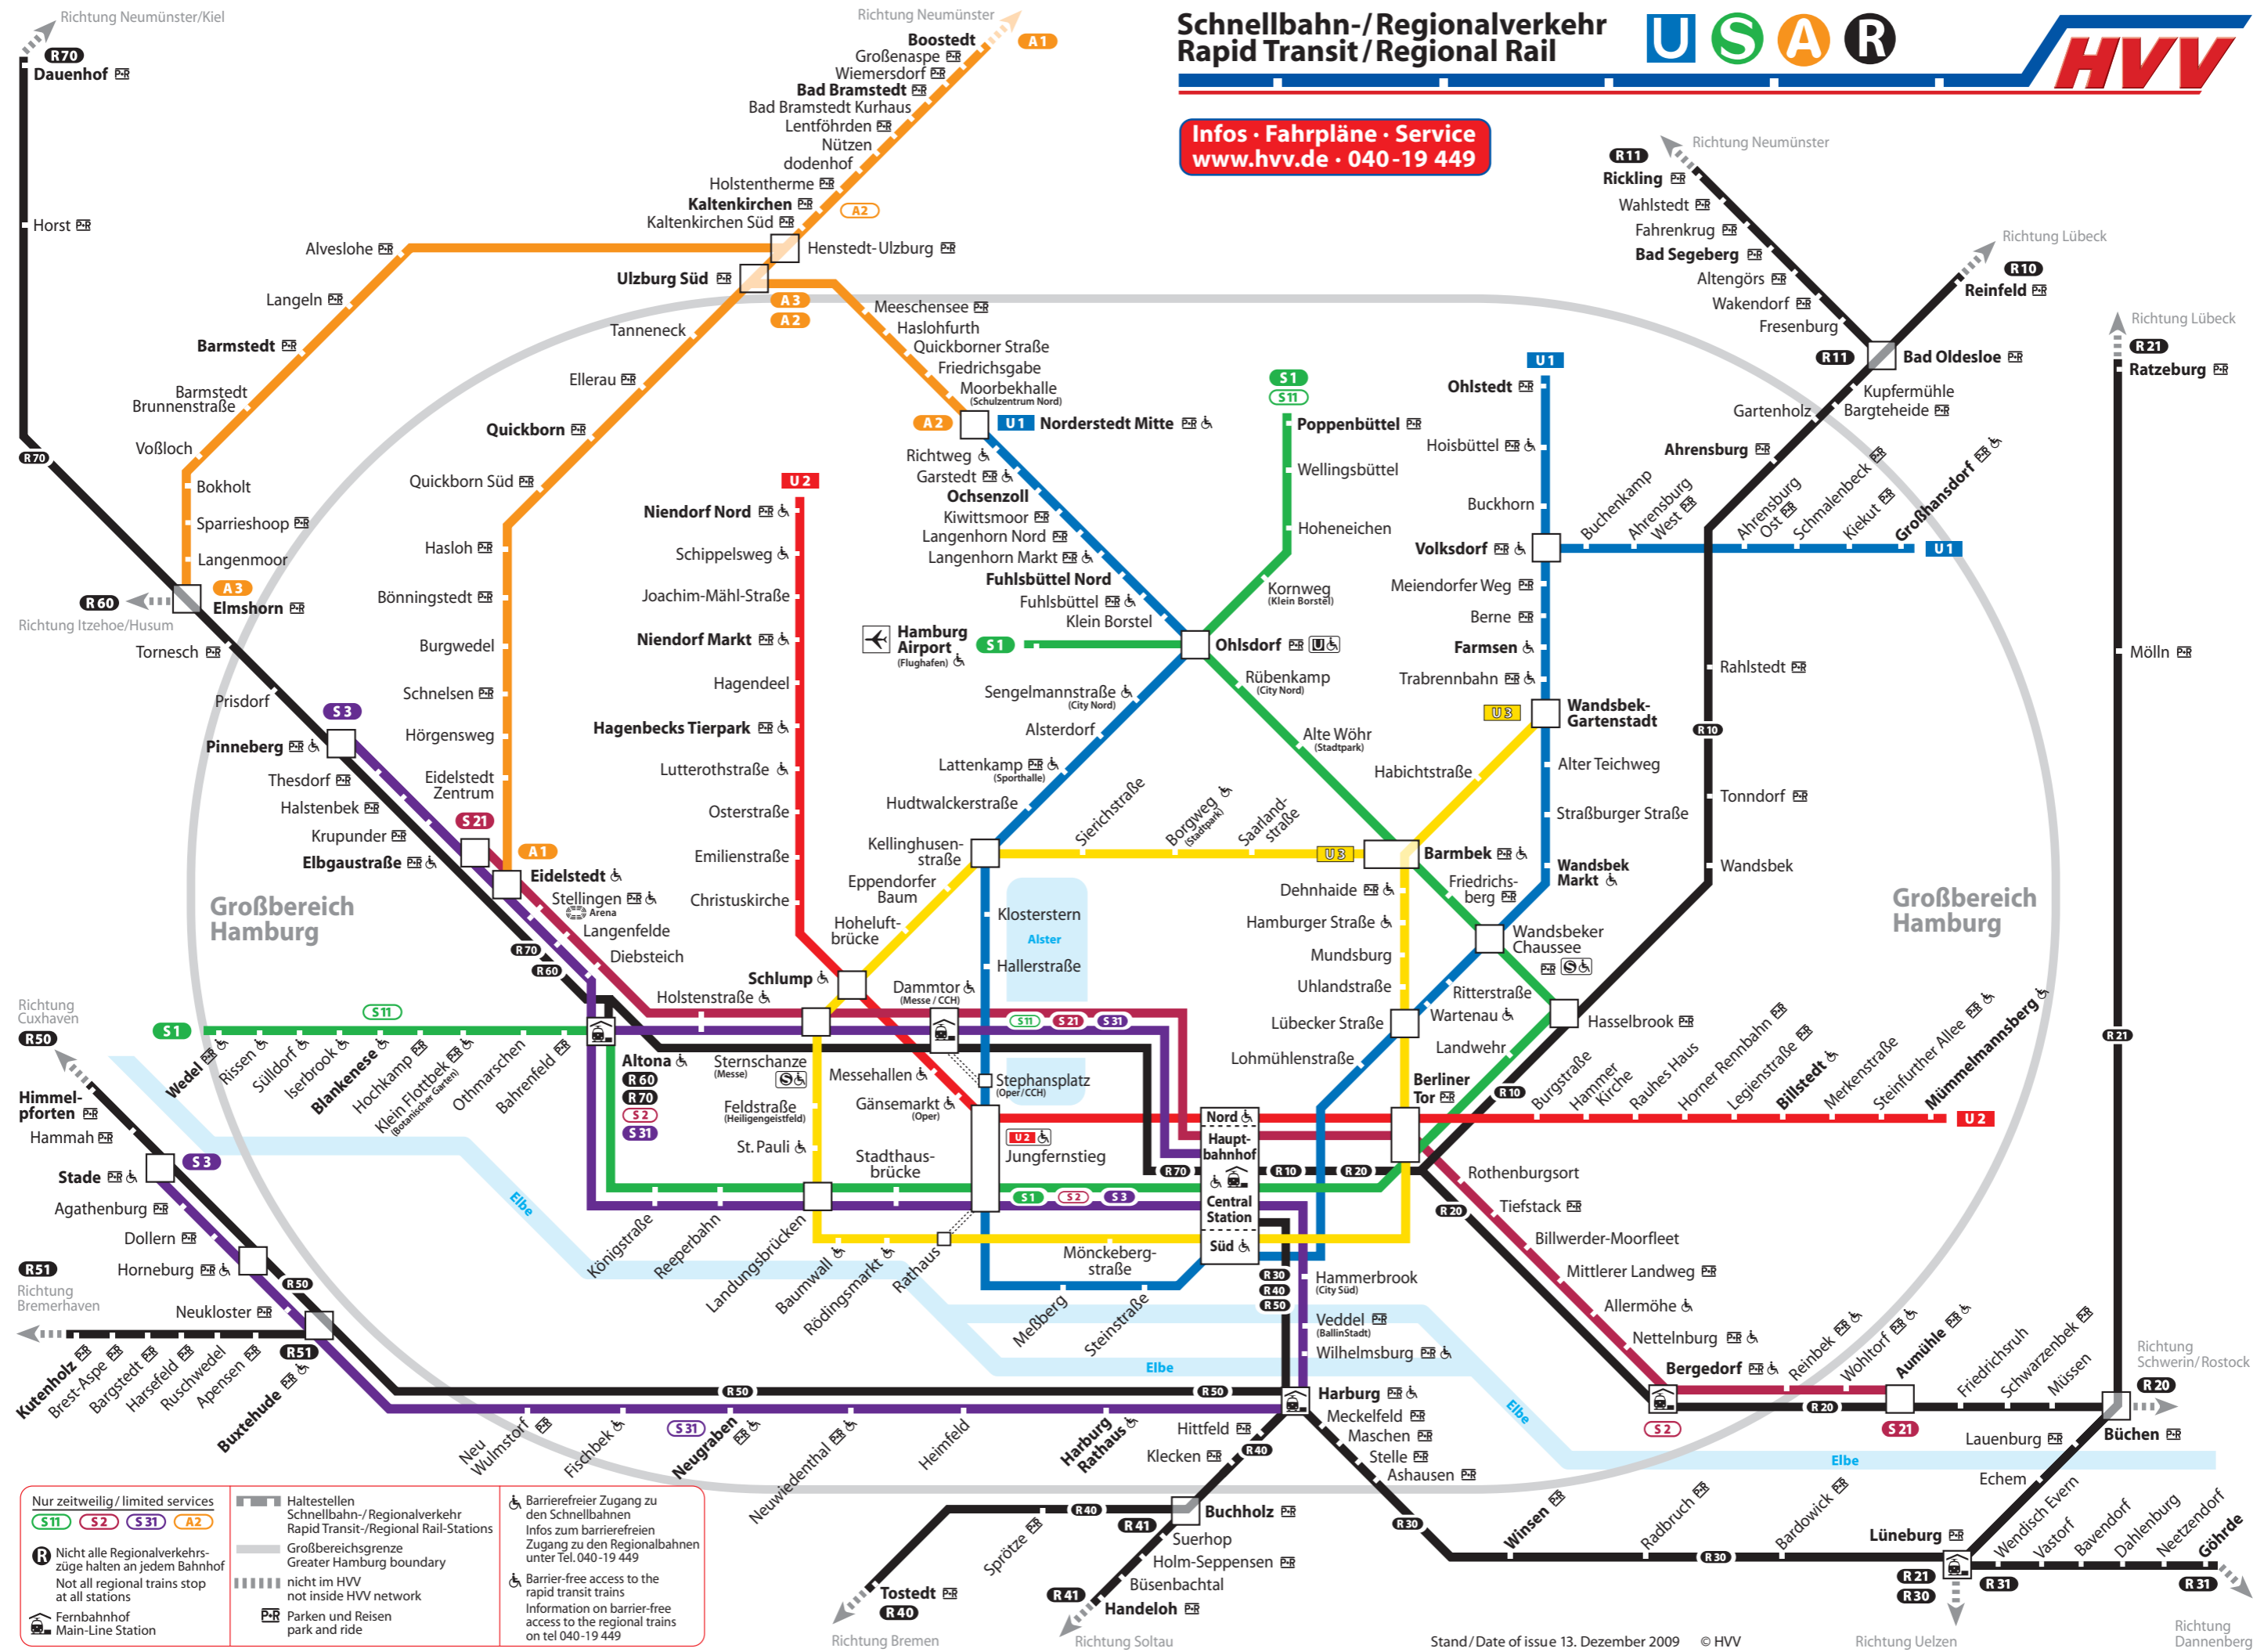 Schnellbahn-/Regionalverkehr
Rapid Transit/Regional Rail
U S A R
HVV
Infos · Fahrpläne · Service
www.hvv.de · 040-19 449
Richtung Neumünster/Kiel
R70
Dauenhof
Horst
R70
R60
Richtung Itzehoe/Husum
Richtung Neumünster
A1
Boostedt
Großenaspe
Wiemersdorf
Bad Bramstedt
Bad Bramstedt Kurhaus
Lentföhrden
Nützen
dodenhof
Holstentherme
Kaltenkirchen
A2
Kaltenkirchen Süd
Henstedt-Ulzburg
Ulzburg Süd
A3
A2
Alveslohe
Langeln
Barmstedt
Barmstedt
Brunnenstraße
Voßloch
Bokholt
Sparrieshoop
Langenmoor
A3
Elmshorn
Tornesch
Prisdorf
S3
Pinneberg
Thesdorf
Halstenbek
Krupunder
Elbgaustraße
S21
Tanneneck
Ellerau
Quickborn
Quickborn Süd
Hasloh
Bönningstedt
Burgwedel
Schnelsen
Hörgensweg
Eidelstedt
Zentrum
A1
Eidelstedt
Stellingen
Arena
Langenfelde
Diebsteich
R70
R60
Meeschensee
Haslohfurth
Quickborner Straße
Friedrichsgabe
Moorbekhalle
(Schulzentrum Nord)
A2
U1
Norderstedt Mitte
Richtweg
Garstedt
Ochsenzoll
Kiwittsmoor
Langenhorn Nord
Langenhorn Markt
Fuhlsbüttel Nord
Fuhlsbüttel
Klein Borstel
Hamburg
Airport
(Flughafen)
S1
Ohlsdorf
U
Sengelmannstraße
(City Nord)
Alsterdorf
Lattenkamp
(Sporthalle)
Hudtwalckerstraße
Kellinghusen-
straße
Eppendorfer
Baum
Hoheluft-
brücke
Klosterstern
Alster
Hallerstraße
U2
Niendorf Nord
Schippelsweg
Joachim-Mähl-Straße
Niendorf Markt
Hagendeel
Hagenbecks Tierpark
Lutterothstraße
Osterstraße
Emilienstraße
Christuskirche
Schlump
S1
S11
Poppenbüttel
Wellingsbüttel
Hoheneichen
Kornweg
(Klein Borstel)
Rübenkamp
(City Nord)
Alte Wöhr
(Stadtpark)
Sierichstraße
Borgweg
(Stadtpark)
Saarland-
straße
U3
Barmbek
Habichtstraße
Dehnhaide
Hamburger Straße
Mundsburg
Uhlandstraße
Lübecker Straße
Lohmühlenstraße
Friedrichs-
berg
Wandsbeker
Chaussee
S
Ritterstraße
Wartenau
Landwehr
Hasselbrook
Berliner
Tor
U1
Ohlstedt
Hoisbüttel
Buckhorn
Volksdorf
Meiendorfer Weg
Berne
Farmsen
Trabrennbahn
U3
Wandsbek-
Gartenstadt
Alter Teichweg
Straßburger Straße
Wandsbek
Markt
Buchenkamp
Ahrensburg
West
Ahrensburg
Ost
Schmalenbeck
Kiekut
Großhansdorf
U1
Richtung Neumünster
R11
Rickling
Wahlstedt
Fahrenkrug
Bad Segeberg
Altengörs
Wakendorf
Fresenburg
R11
Richtung Lübeck
R10
Reinfeld
Bad Oldesloe
Kupfermühle
Bargteheide
Gartenholz
Ahrensburg
Rahlstedt
R10
Tonndorf
Wandsbek
R10
Richtung Lübeck
R21
Ratzeburg
Mölln
R21
Großbereich
Hamburg
Großbereich
Hamburg
Richtung
Cuxhaven
R50
Himmel-
pforten
Hammah
S3
Stade
Agathenburg
Dollern
Horneburg
R50
Neukloster
R51
Richtung
Bremerhaven
Kutenholz
Brest-Aspe
Bargstedt
Harsefeld
Ruschwedel
Apensen
R51
Buxtehude
S1
S11
Wedel
Rissen
Sülldorf
Iserbrook
Blankenese
Hochkamp
Klein Flottbek
(Botanischer Garten)
Othmarschen
Bahrenfeld
Altona
R60
R70
S2
S31
Holstenstraße
Sternschanze
(Messe)
S
Feldstraße
(Heiligengeistfeld)
St. Pauli
Dammtor
(Messe / CCH)
S11
S21
S31
Messehallen
Gänsemarkt
(Oper)
Stephansplatz
(Oper/CCH)
U2
Jungfernstieg
Stadthaus-
brücke
S1
S2
S3
Nord
Haupt-
bahnhof
Central
Station
Süd
R70
R10
R20
Königstraße
Reeperbahn
Landungsbrücken
Baumwall
Rödingsmarkt
Rathaus
Mönckeberg-
straße
Meßberg
Steinstraße
Elbe
Elbe
Elbe
Elbe
R30
R40
R50
Hammerbrook
(City Süd)
Veddel
(BallinStadt)
Wilhelmsburg
Burgstraße
Hammer
Kirche
Rauhes Haus
Horner Rennbahn
Legienstraße
Billstedt
Merkenstraße
Steinfurther Allee
Mümmelmannsberg
U2
R20
Rothenburgsort
Tiefstack
Billwerder-Moorfleet
Mittlerer Landweg
Allermöhe
Nettelnburg
Bergedorf
S2
Reinbek
Wohltorf
Aumühle
R20
S21
Friedrichsruh
Schwarzenbek
Müssen
Richtung
Schwerin/Rostock
R20
Büchen
Lauenburg
Echem
R50
R50
Neu
Wulmstorf
Fischbek
S31
Neugraben
Neuwiedenthal
Heimfeld
Harburg
Rathaus
Harburg
Hittfeld
Klecken
R40
Meckelfeld
Maschen
Stelle
Ashausen
R30
Winsen
Radbruch
R30
Bardowick
Lüneburg
R21
R30
Wendisch Evern
Vastorf
Bavendorf
Dahlenburg
Neetzendorf
Göhrde
R31
R31
Richtung
Dannenberg
Richtung Uelzen
Buchholz
R40
R41
Sprötze
Tostedt
R40
Richtung Bremen
Suerhop
Holm-Seppensen
Büsenbachtal
R41
Handeloh
Richtung Soltau
Nur zeitweilig/limited services
S11 S2 S31 A2
R Nicht alle Regionalverkehrs-
züge halten an jedem Bahnhof
Not all regional trains stop
at all stations
Fernbahnhof
Main-Line Station
Haltestellen
Schnellbahn-/Regionalverkehr
Rapid Transit-/Regional Rail-Stations
Großbereichsgrenze
Greater Hamburg boundary
nicht im HVV
not inside HVV network
P+R Parken und Reisen
park and ride
Barrierefreier Zugang zu
den Schnellbahnen
Infos zum barrierefreien
Zugang zu den Regionalbahnen
unter Tel. 040-19 449
Barrier-free access to the
rapid transit trains
Information on barrier-free
access to the regional trains
on tel 040-19 449
Stand/Date of issue 13. Dezember 2009 © HVV